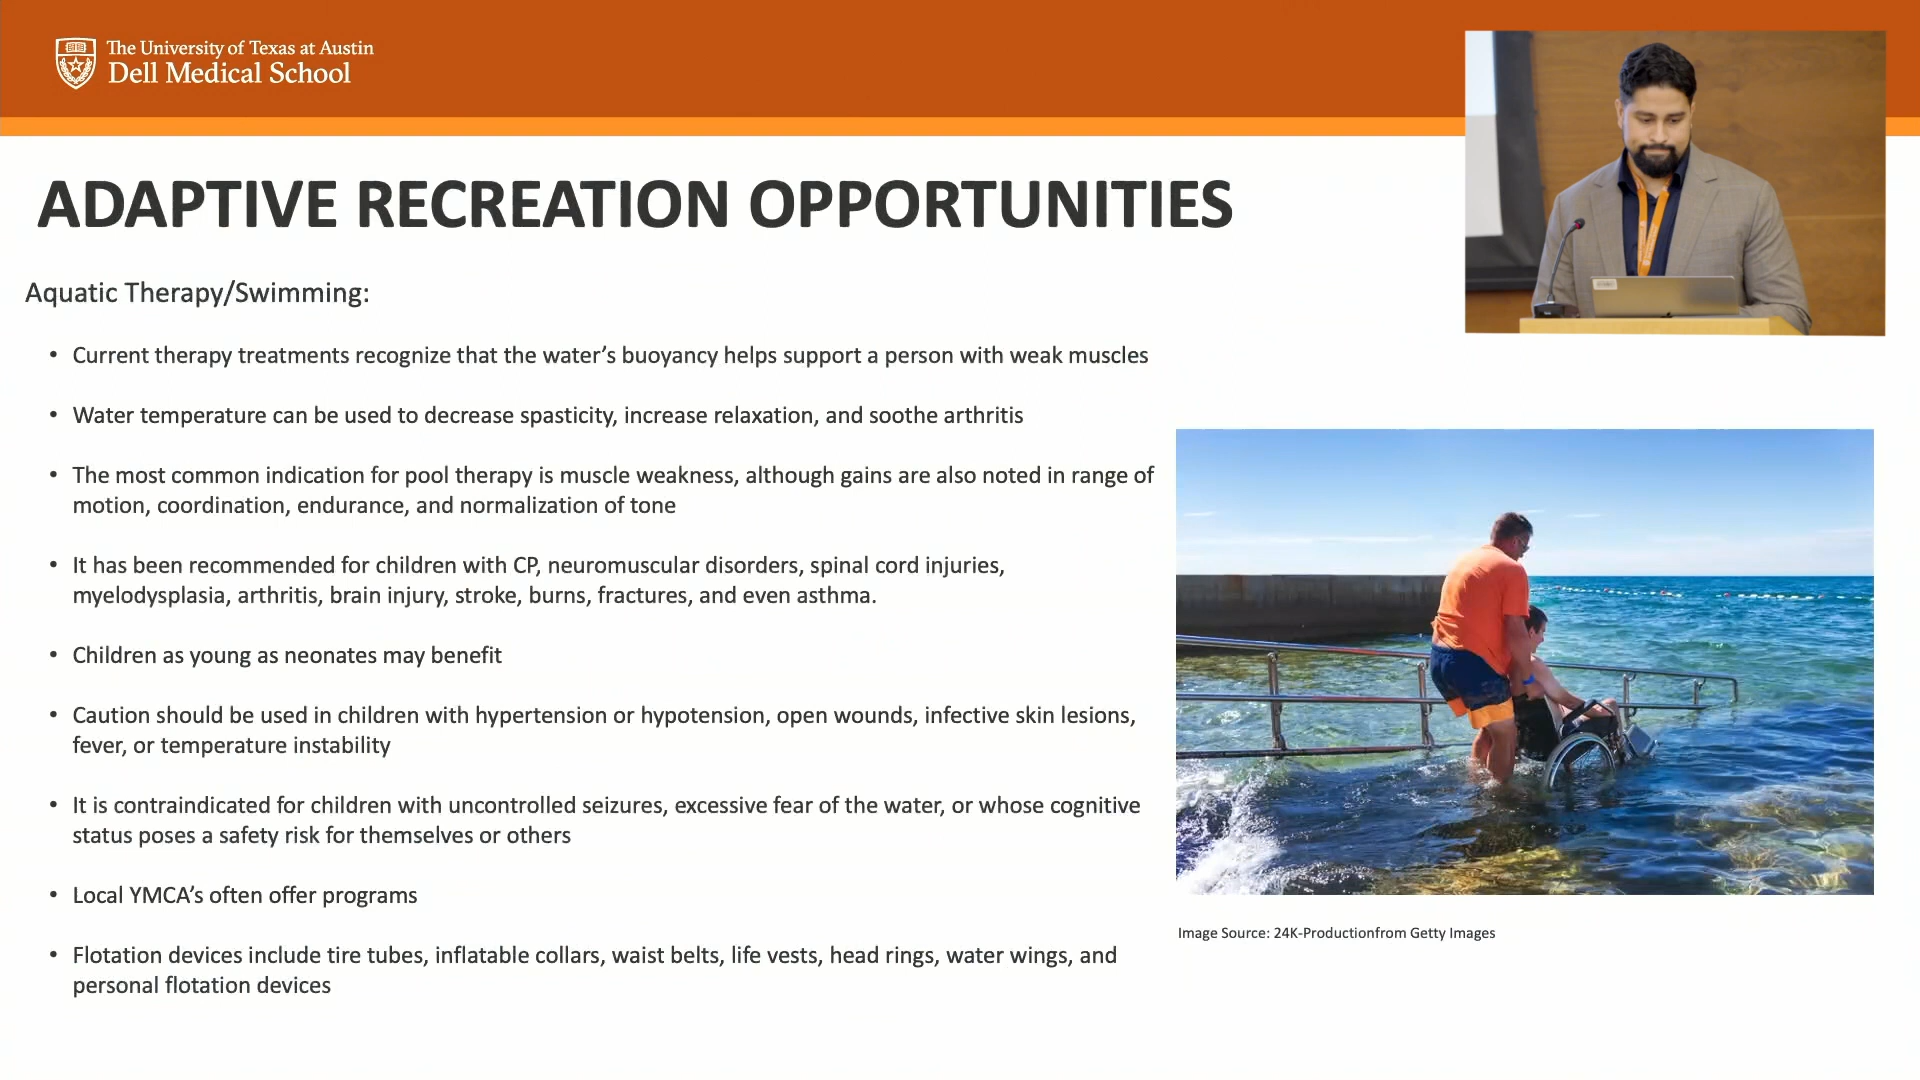 The University of Texas at Austin
Dell Medical School
ADAPTIVE RECREATION OPPORTUNITIES
Aquatic Therapy/Swimming:
• Current therapy treatments recognize that the water’s buoyancy helps support a person with weak muscles
• Water temperature can be used to decrease spasticity, increase relaxation, and soothe arthritis
• The most common indication for pool therapy is muscle weakness, although gains are also noted in range of
motion, coordination, endurance, and normalization of tone
• It has been recommended for children with CP, neuromuscular disorders, spinal cord injuries,
myelodysplasia, arthritis, brain injury, stroke, burns, fractures, and even asthma.
• Children as young as neonates may benefit
• Caution should be used in children with hypertension or hypotension, open wounds, infective skin lesions,
fever, or temperature instability
• It is contraindicated for children with uncontrolled seizures, excessive fear of the water, or whose cognitive
status poses a safety risk for themselves or others
• Local YMCA’s often offer programs
• Flotation devices include tire tubes, inflatable collars, waist belts, life vests, head rings, water wings, and
personal flotation devices
Image Source: 24K-Productionfrom Getty Images